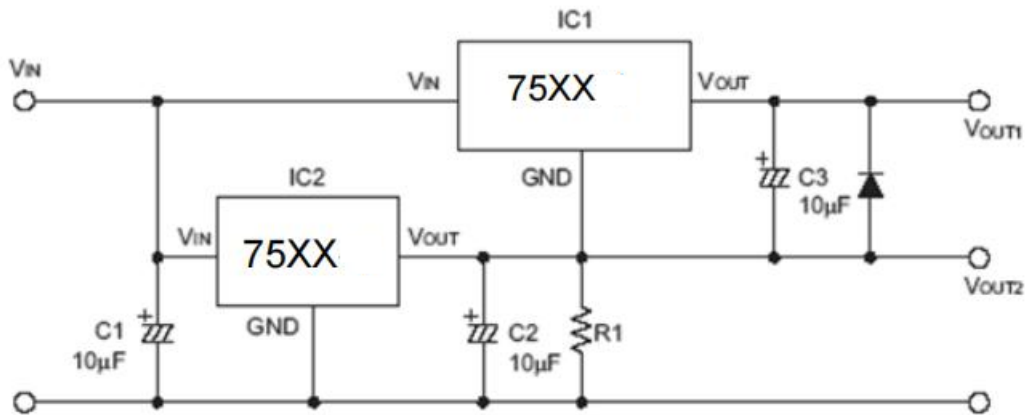 IC1
VIN
VIN
75XX
VOUT
VOUT1
GND
C3
10μF
IC2
VIN
75XX
VOUT
VOUT2
GND
C1
10μF
C2
10μF
R1